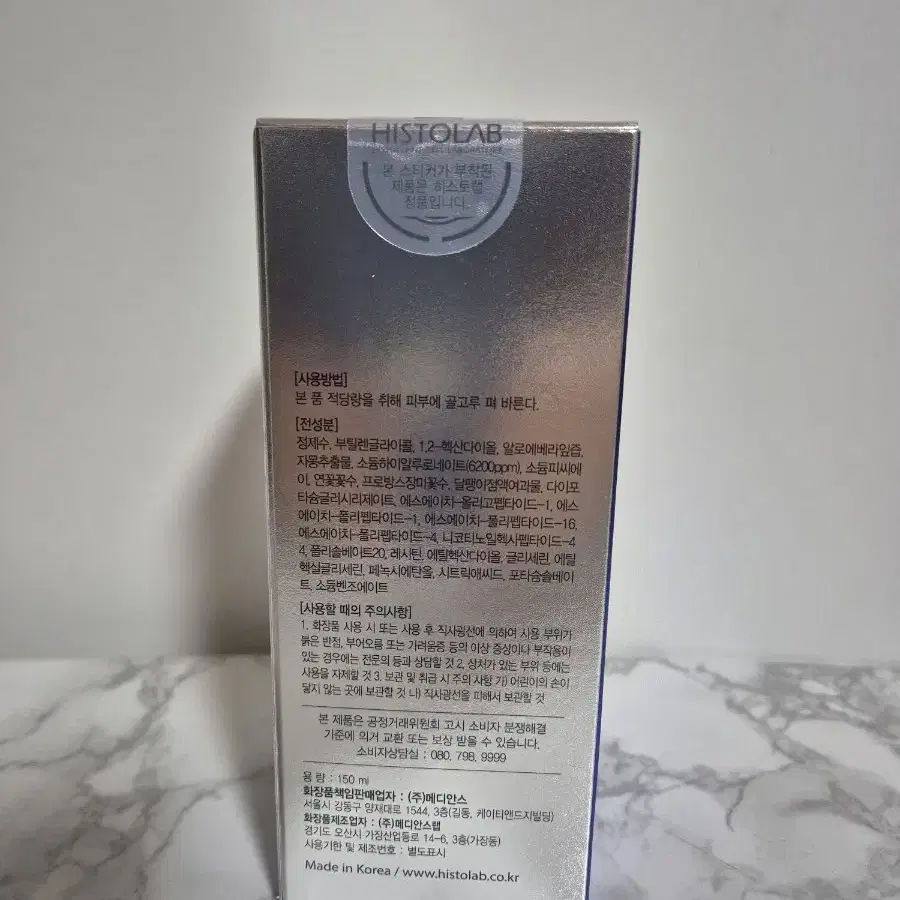 HISTOLAB
본 스티커가 부착된
제품은 히스토랩
정품입니다.
[사용방법]
본 품 적당량을 취해 피부에 골고루 펴 바른다.
[전성분]
정제수, 부틸렌글라이콜, 1,2-헥산다이올, 알로에베라잎즙,
자몽추출물, 소듐하이알루로네이트(6200ppm), 소듐피씨에
이, 연꽃꽃수, 프로방스장미꽃수, 달팽이점액여과물, 다이포
타슘글리시리제이트, 에스에이치-올리고펩타이드-1, 에스
에이치-폴리펩타이드-1, 에스에이치-폴리펩타이드-16,
에스에이치-폴리펩타이드-4, 니코티노일헥사펩타이드-4
4, 폴리솔베이트20, 레시틴, 에틸헥산다이올, 글리세린, 에틸
헥실글리세린, 페녹시에탄올, 시트릭애씨드, 포타슘솔베이
트, 소듐벤조에이트
[사용할 때의 주의사항]
1. 화장품 사용 시 또는 사용 후 직사광선에 의하여 사용 부위가
붉은 반점, 부어오름 또는 가려움증 등의 이상 증상이나 부작용이
있는 경우에는 전문의 등과 상담할 것 2. 상처가 있는 부위 등에는
사용을 자제할 것 3. 보관 및 취급 시 주의 사항 가) 어린이의 손이
닿지 않는 곳에 보관할 것 나) 직사광선을 피해서 보관할 것
본 제품은 공정거래위원회 고시 소비자 분쟁해결
기준에 의거 교환 또는 보상 받을 수 있습니다.
소비자상담실 : 080. 798. 9999
용 량 : 150 ml
화장품책임판매업자 : (주)메디안스
서울시 강동구 양재대로 1544, 3층(길동, 케이티앤드지빌딩)
화장품제조업자 : (주)메디안스랩
경기도 오산시 가장산업동로 14-6, 3층(가장동)
사용기한 및 제조번호 : 별도표시
Made in Korea / www.histolab.co.kr